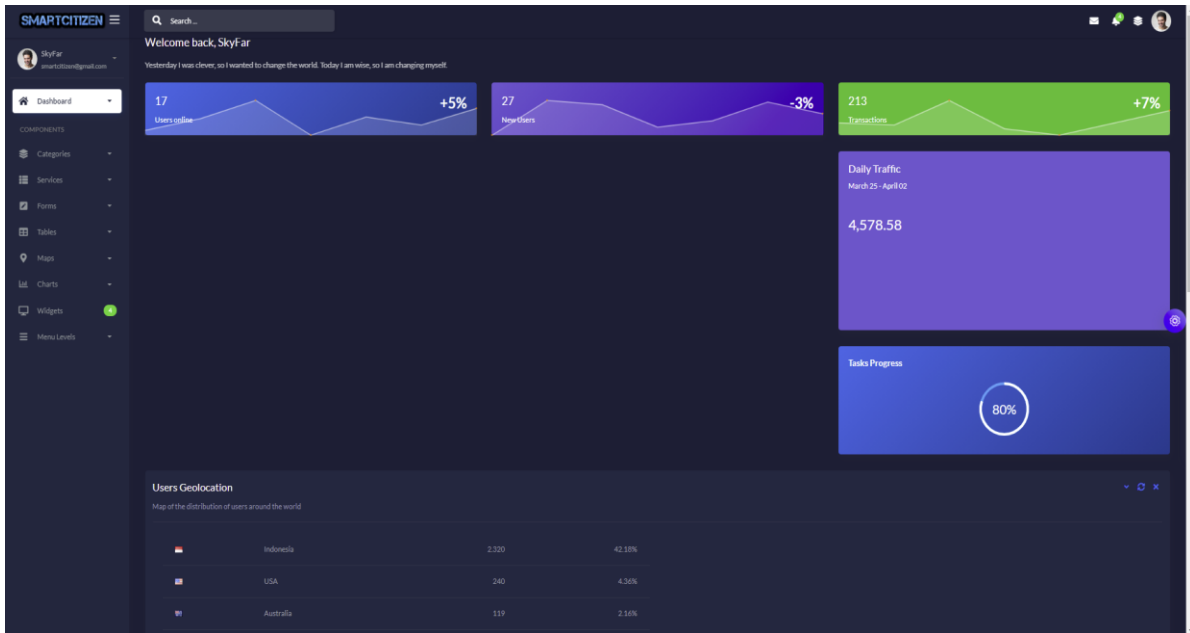 SMARTCITIZEN
Search...
SkyFar
smartcitizen@gmail.com
Dashboard
COMPONENTS
Categories
Services
Forms
Tables
Maps
Charts
Widgets
4
Menu Levels
Welcome back, SkyFar
Yesterday I was clever, so I wanted to change the world. Today I am wise, so I am changing myself.
17
Users online
+5%
27
New Users
-3%
213
Transactions
+7%
Daily Traffic
March 25 - April 02
4,578.58
Tasks Progress
80%
Users Geolocation
Map of the distribution of users around the world
Indonesia 2.320 42.18%
USA 240 4.36%
Australia 119 2.16%